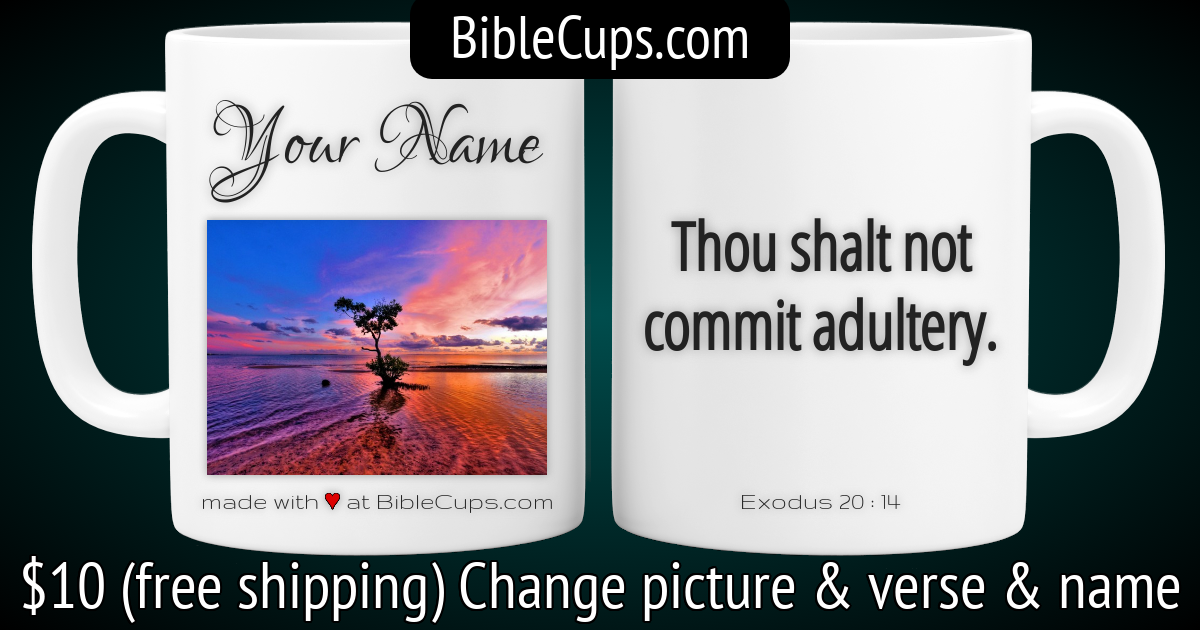 BibleCups.com
Your Name
made with ♥ at BibleCups.com
Thou shalt not
commit adultery.
Exodus 20 : 14
$10 (free shipping) Change picture & verse & name